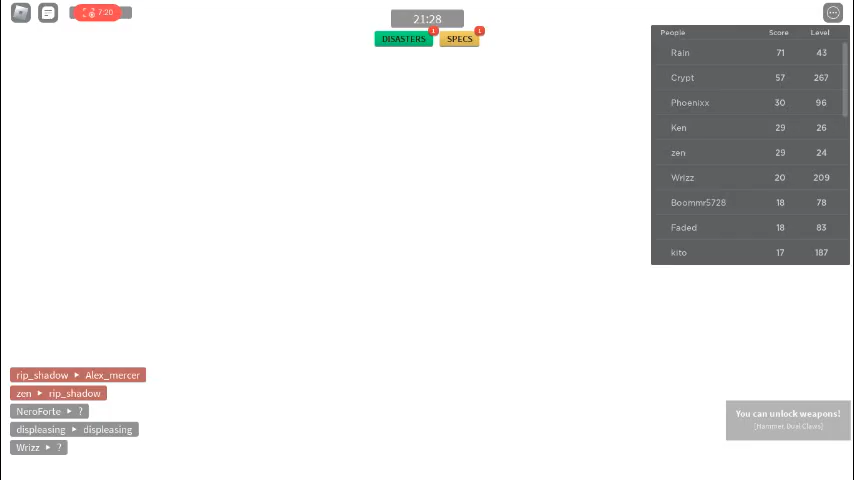 7:20
21:28
DISASTERS 1
SPECS 1
People Score Level
Rain 71 43
Crypt 57 267
Phoenixx 30 96
Ken 29 26
zen 29 24
Wrizz 20 209
Boommr5728 18 78
Faded 18 83
kito 17 187
rip_shadow ▸ Alex_mercer
zen ▸ rip_shadow
NeroForte ▸ ?
displeasing ▸ displeasing
Wrizz ▸ ?
You can unlock weapons!
[Hammer, Dual Claws]